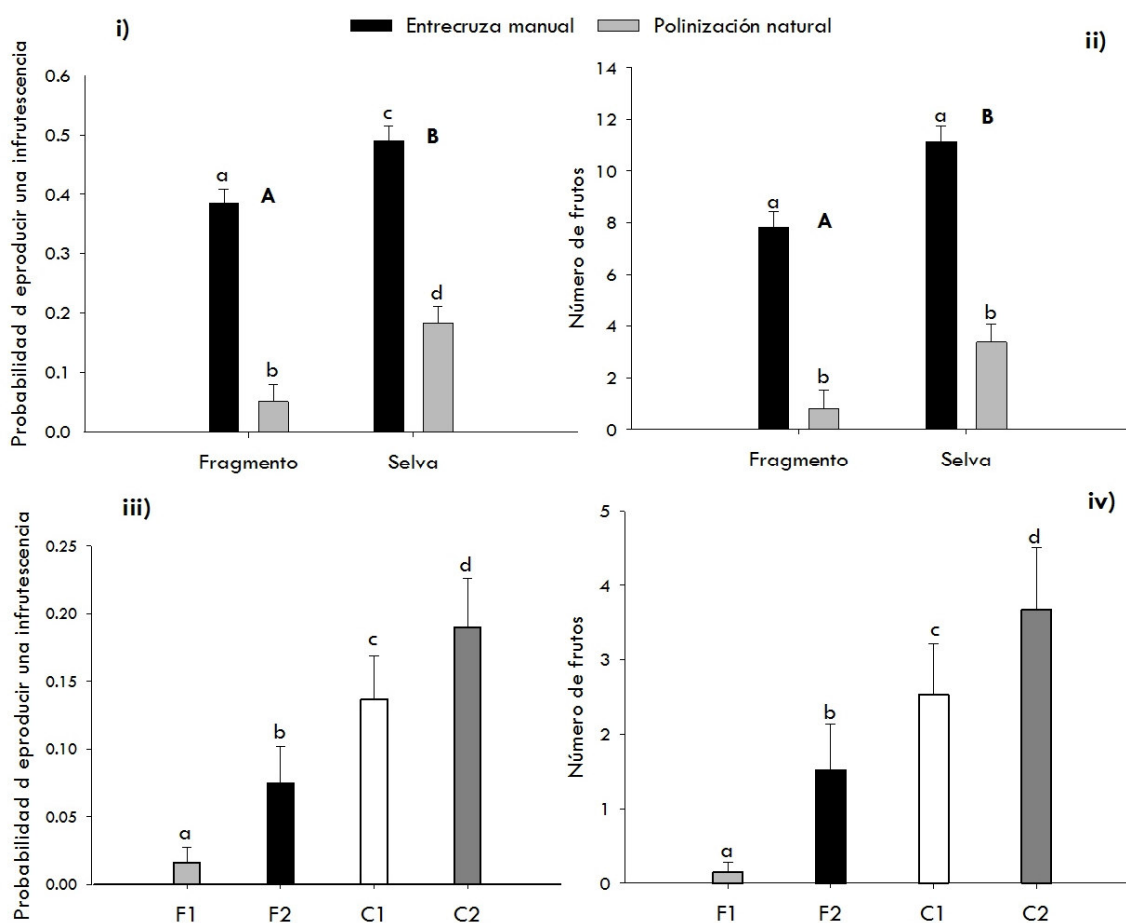 i)
Entrecruza manual
Polinización natural
ii)
Probabilidad d eproducir una infrutescencia
0.6
0.5
0.4
0.3
0.2
0.1
0.0
a
A
b
c
B
d
Fragmento
Selva
Número de frutos
14
12
10
8
6
4
2
0
a
A
b
a
B
b
Fragmento
Selva
iii)
Probabilidad d eproducir una infrutescencia
0.25
0.20
0.15
0.10
0.05
0.00
a
b
c
d
F1
F2
C1
C2
iv)
Número de frutos
5
4
3
2
1
0
a
b
c
d
F1
F2
C1
C2